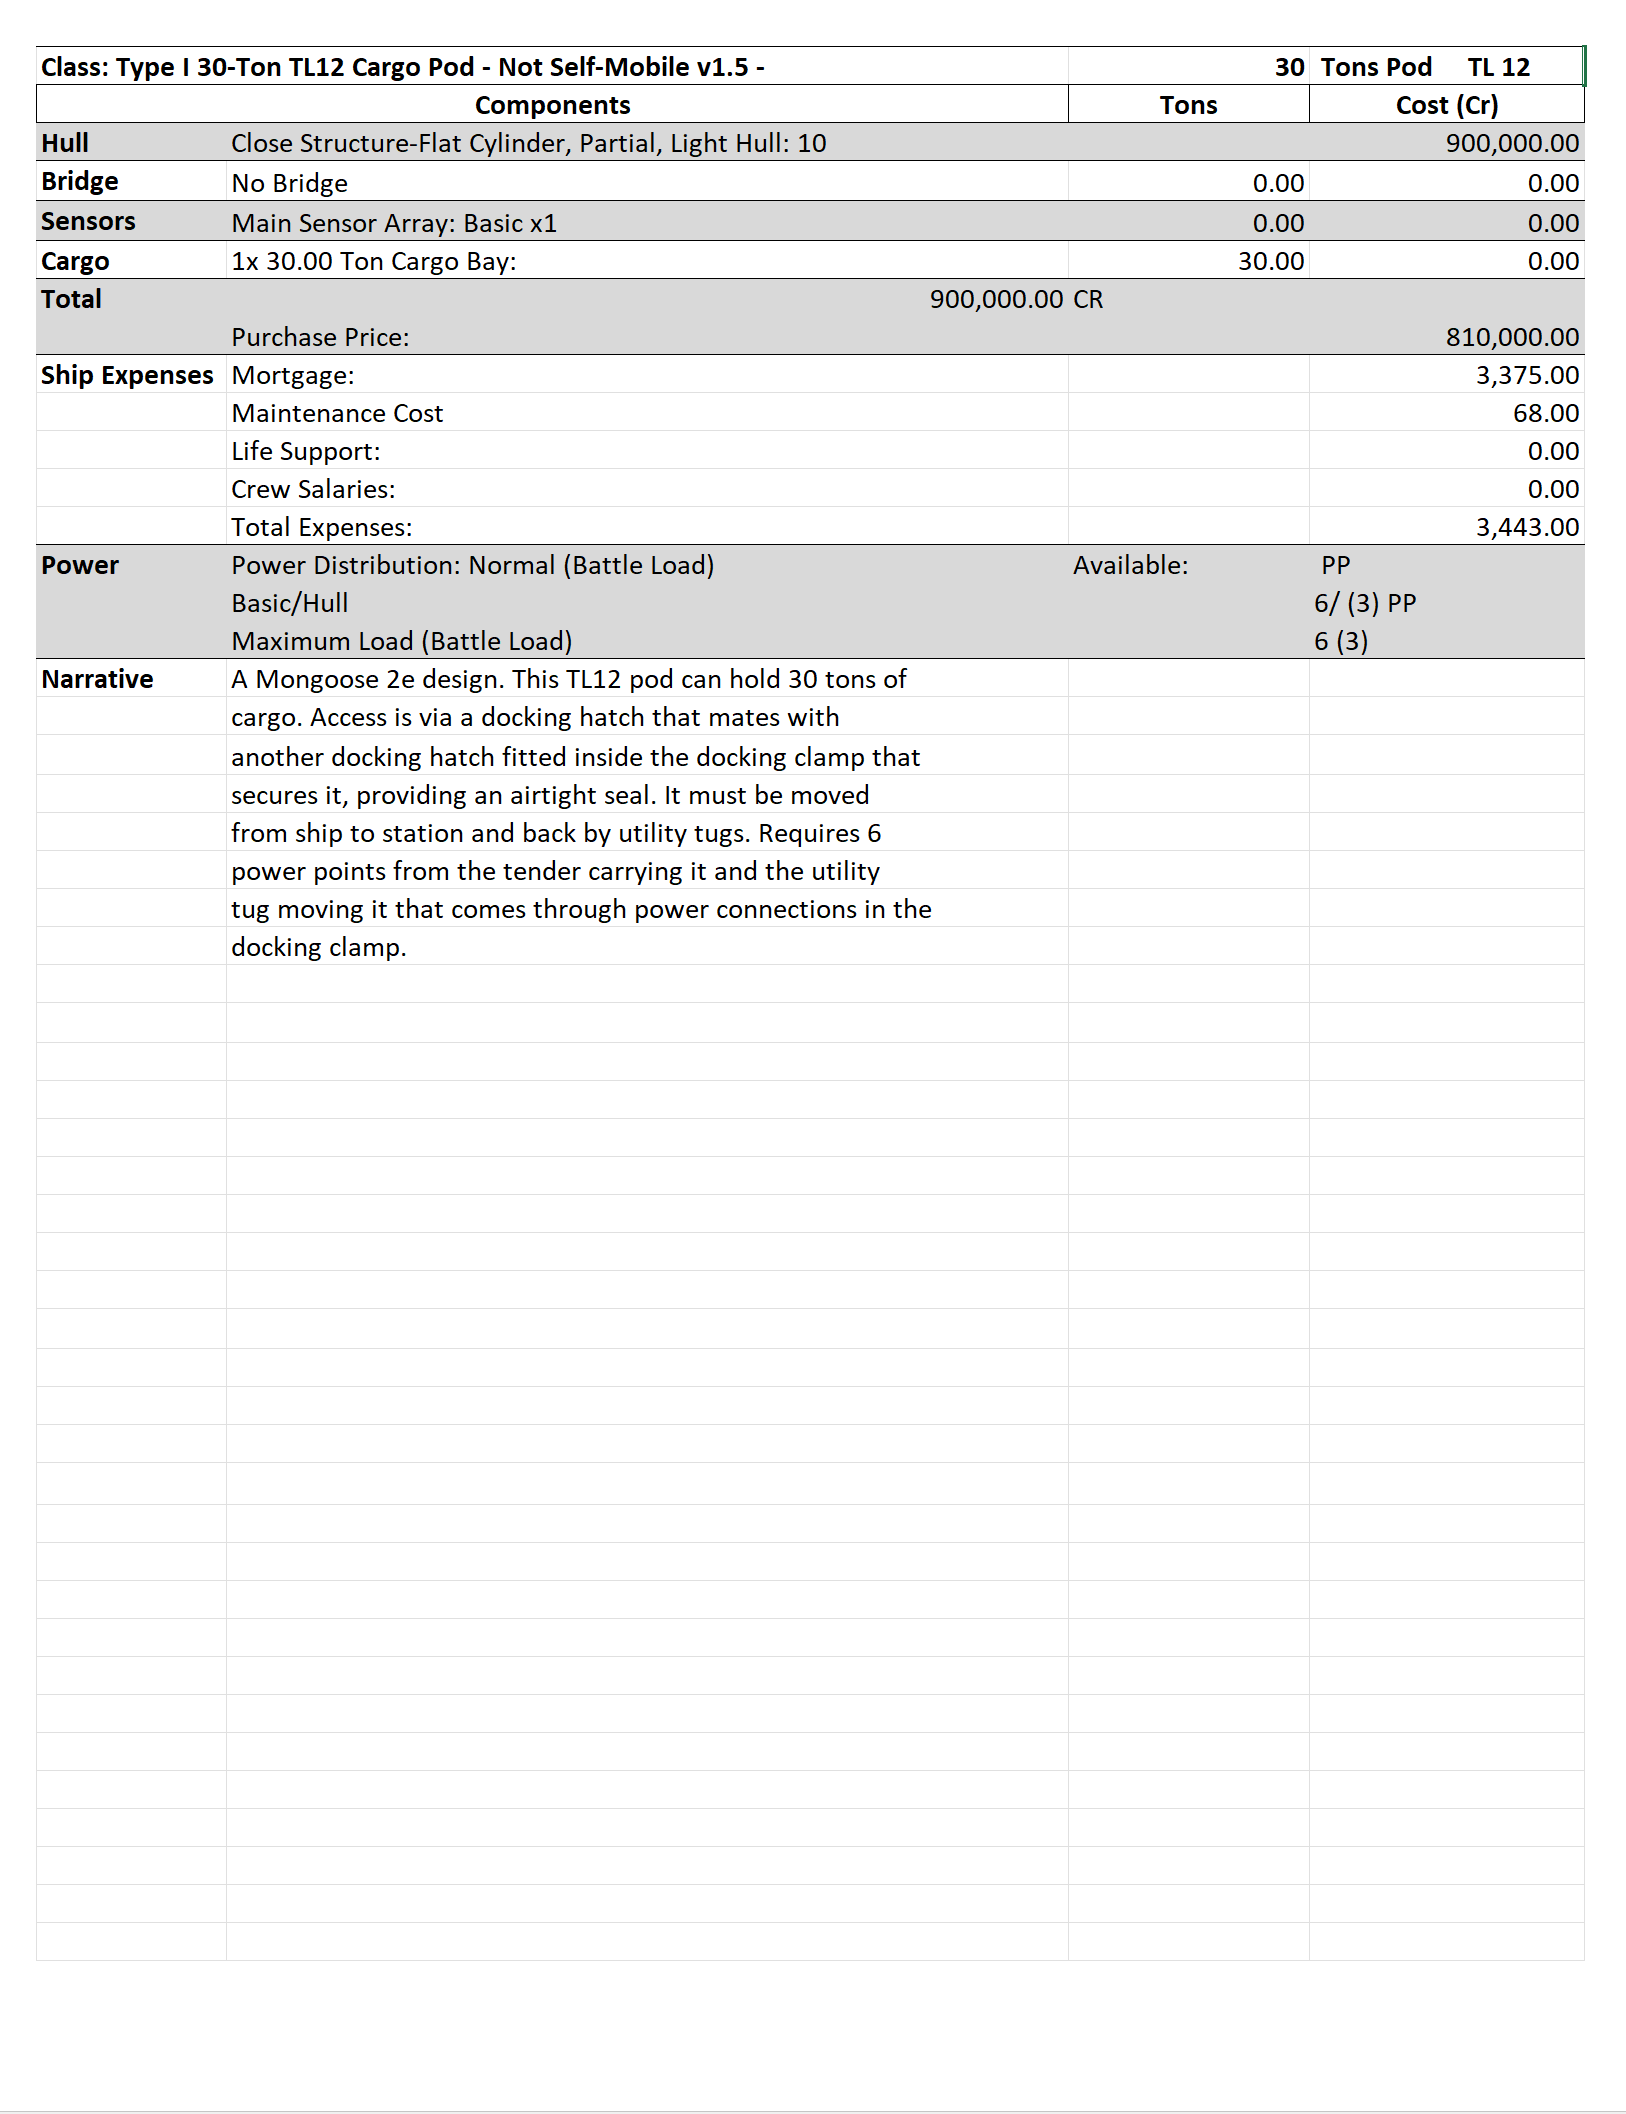 Class: Type I 30-Ton TL12 Cargo Pod - Not Self-Mobile v1.5 - 30 Tons Pod TL 12
Components Tons Cost (Cr)
Hull Close Structure-Flat Cylinder, Partial, Light Hull: 10 900,000.00
Bridge No Bridge 0.00 0.00
Sensors Main Sensor Array: Basic x1 0.00 0.00
Cargo 1x 30.00 Ton Cargo Bay: 30.00 0.00
Total 900,000.00 CR
Purchase Price: 810,000.00
Ship Expenses Mortgage: 3,375.00
Maintenance Cost 68.00
Life Support: 0.00
Crew Salaries: 0.00
Total Expenses: 3,443.00
Power Power Distribution: Normal (Battle Load) Available: PP
Basic/Hull 6/ (3) PP
Maximum Load (Battle Load) 6 (3)
Narrative A Mongoose 2e design. This TL12 pod can hold 30 tons of
cargo. Access is via a docking hatch that mates with
another docking hatch fitted inside the docking clamp that
secures it, providing an airtight seal. It must be moved
from ship to station and back by utility tugs. Requires 6
power points from the tender carrying it and the utility
tug moving it that comes through power connections in the
docking clamp.